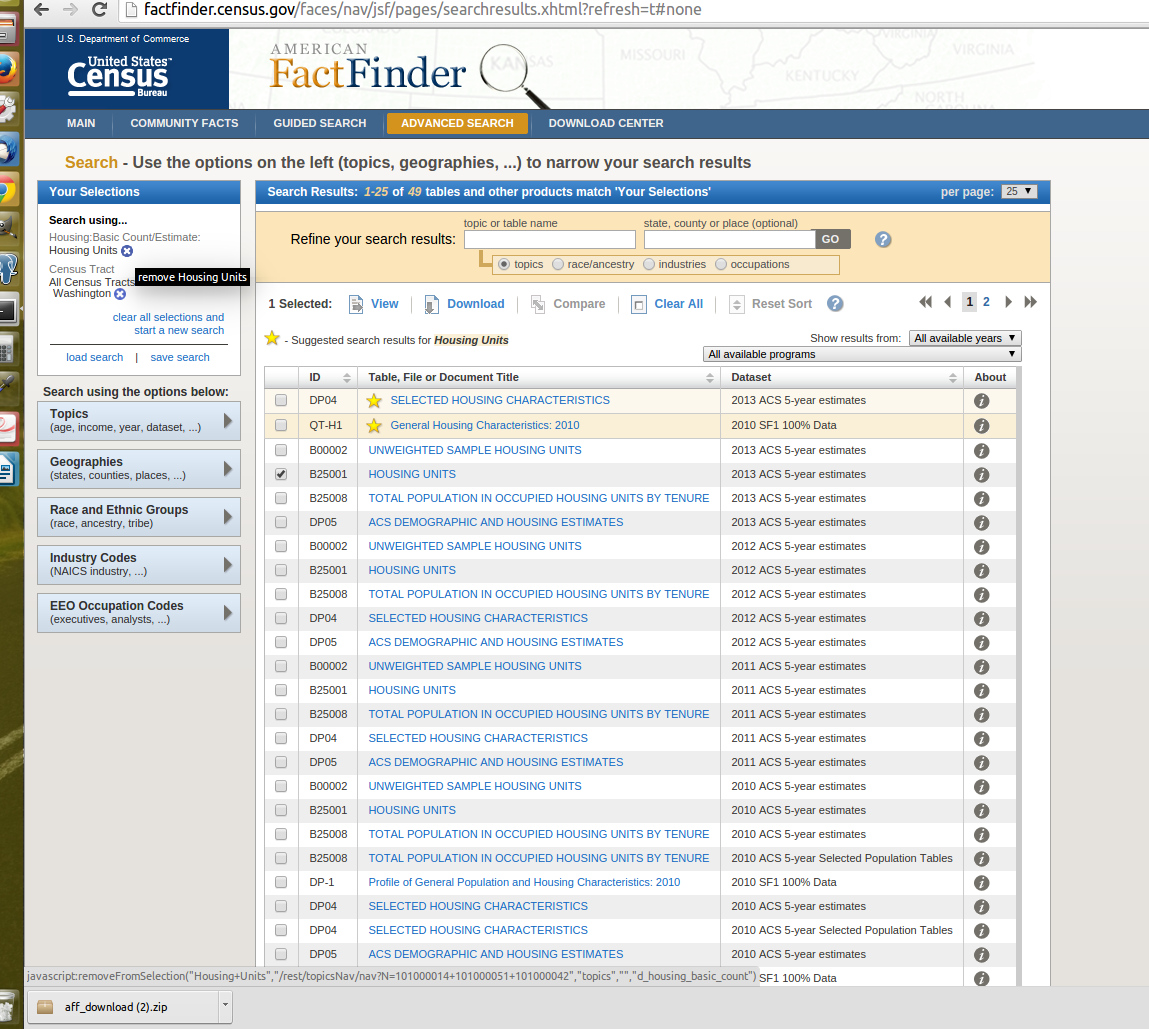 factfinder.census.gov/faces/nav/jsf/pages/searchresults.xhtml?refresh=t#none
U.S. Department of Commerce
United States™
Census
Bureau
AMERICAN
FactFinder
KANSAS
MISSOURI
KENTUCKY
VIRGINIA
VIRGINIA
NORTH
MAIN
COMMUNITY FACTS
GUIDED SEARCH
ADVANCED SEARCH
DOWNLOAD CENTER
Search - Use the options on the left (topics, geographies, ...) to narrow your search results
Your Selections
Search using...
Housing:Basic Count/Estimate:
Housing Units
Census Tract
All Census Tracts
Washington
remove Housing Units
clear all selections and
start a new search
load search | save search
Search using the options below:
Topics
(age, income, year, dataset, ...)
Geographies
(states, counties, places, ...)
Race and Ethnic Groups
(race, ancestry, tribe)
Industry Codes
(NAICS industry, ...)
EEO Occupation Codes
(executives, analysts, ...)
Search Results: 1-25 of 49 tables and other products match 'Your Selections'
per page: 25
topic or table name
state, county or place (optional)
Refine your search results:
GO
?
topics race/ancestry industries occupations
1 Selected: View Download Compare Clear All Reset Sort ? 1 2
- Suggested search results for Housing Units
Show results from: All available years
All available programs
ID Table, File or Document Title Dataset About
DP04 SELECTED HOUSING CHARACTERISTICS 2013 ACS 5-year estimates i
QT-H1 General Housing Characteristics: 2010 2010 SF1 100% Data i
B00002 UNWEIGHTED SAMPLE HOUSING UNITS 2013 ACS 5-year estimates i
B25001 HOUSING UNITS 2013 ACS 5-year estimates i
B25008 TOTAL POPULATION IN OCCUPIED HOUSING UNITS BY TENURE 2013 ACS 5-year estimates i
DP05 ACS DEMOGRAPHIC AND HOUSING ESTIMATES 2013 ACS 5-year estimates i
B00002 UNWEIGHTED SAMPLE HOUSING UNITS 2012 ACS 5-year estimates i
B25001 HOUSING UNITS 2012 ACS 5-year estimates i
B25008 TOTAL POPULATION IN OCCUPIED HOUSING UNITS BY TENURE 2012 ACS 5-year estimates i
DP04 SELECTED HOUSING CHARACTERISTICS 2012 ACS 5-year estimates i
DP05 ACS DEMOGRAPHIC AND HOUSING ESTIMATES 2012 ACS 5-year estimates i
B00002 UNWEIGHTED SAMPLE HOUSING UNITS 2011 ACS 5-year estimates i
B25001 HOUSING UNITS 2011 ACS 5-year estimates i
B25008 TOTAL POPULATION IN OCCUPIED HOUSING UNITS BY TENURE 2011 ACS 5-year estimates i
DP04 SELECTED HOUSING CHARACTERISTICS 2011 ACS 5-year estimates i
DP05 ACS DEMOGRAPHIC AND HOUSING ESTIMATES 2011 ACS 5-year estimates i
B00002 UNWEIGHTED SAMPLE HOUSING UNITS 2010 ACS 5-year estimates i
B25001 HOUSING UNITS 2010 ACS 5-year estimates i
B25008 TOTAL POPULATION IN OCCUPIED HOUSING UNITS BY TENURE 2010 ACS 5-year estimates i
B25008 TOTAL POPULATION IN OCCUPIED HOUSING UNITS BY TENURE 2010 ACS 5-year Selected Population Tables i
DP-1 Profile of General Population and Housing Characteristics: 2010 2010 SF1 100% Data i
DP04 SELECTED HOUSING CHARACTERISTICS 2010 ACS 5-year estimates i
DP04 SELECTED HOUSING CHARACTERISTICS 2010 ACS 5-year Selected Population Tables i
DP05 ACS DEMOGRAPHIC AND HOUSING ESTIMATES 2010 ACS 5-year estimates i
SF1 100% Data i
javascript:removeFromSelection("Housing+Units","/rest/topicsNav/nav?N=101000014+101000051+101000042","topics","","d_housing_basic_count")
aff_download (2).zip